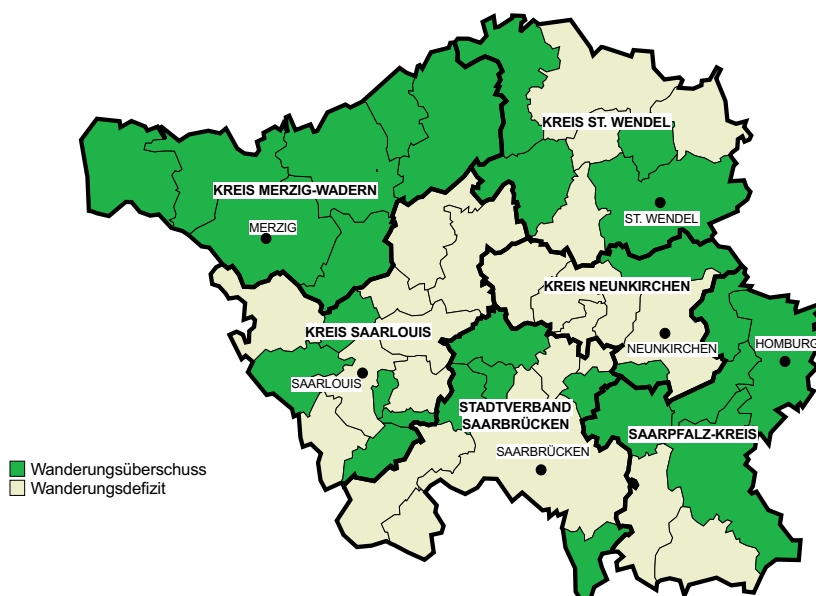 KREIS ST. WENDEL
KREIS MERZIG-WADERN
MERZIG
ST. WENDEL
KREIS NEUNKIRCHEN
KREIS SAARLOUIS
NEUNKIRCHEN
HOMBURG
SAARLOUIS
STADTVERBAND
SAARBRÜCKEN
SAARPFALZ-KREIS
SAARBRÜCKEN
Wanderungsüberschuss
Wanderungsdefizit